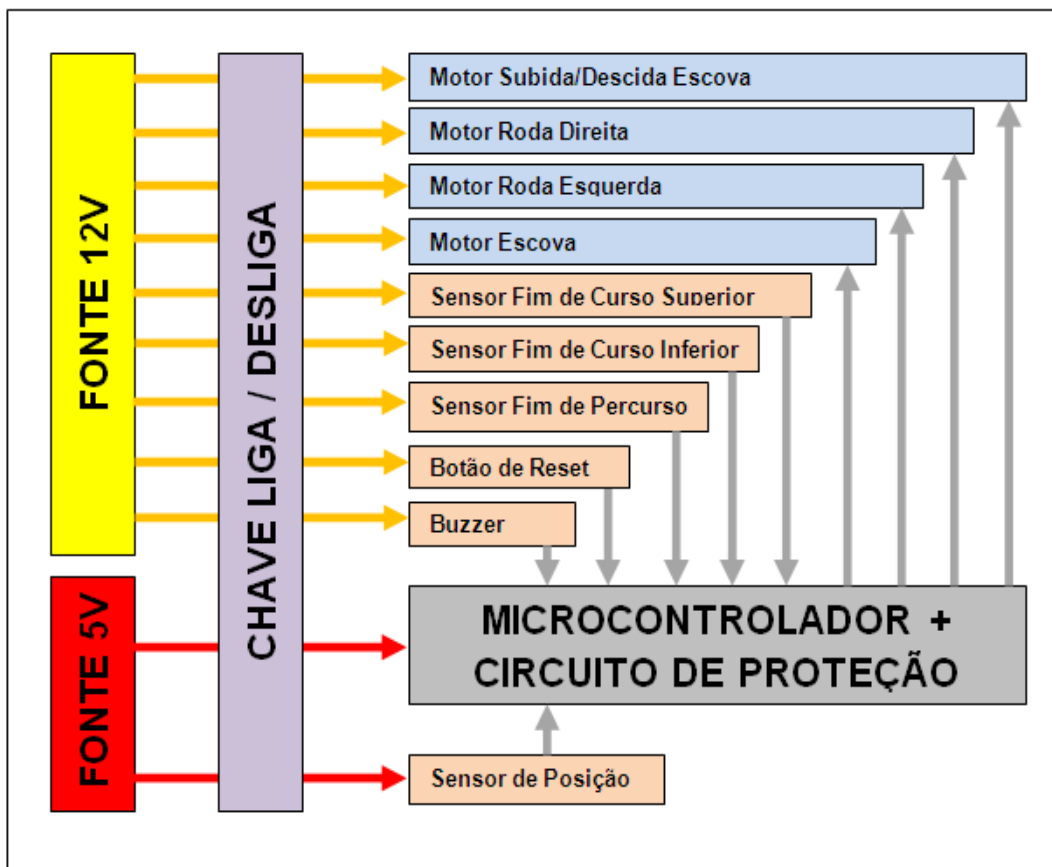 FONTE 12V
FONTE 5V
CHAVE LIGA / DESLIGA
Motor Subida/Descida Escova
Motor Roda Direita
Motor Roda Esquerda
Motor Escova
Sensor Fim de Curso Superior
Sensor Fim de Curso Inferior
Sensor Fim de Percurso
Botão de Reset
Buzzer
MICROCONTROLADOR +
CIRCUITO DE PROTEÇÃO
Sensor de Posição